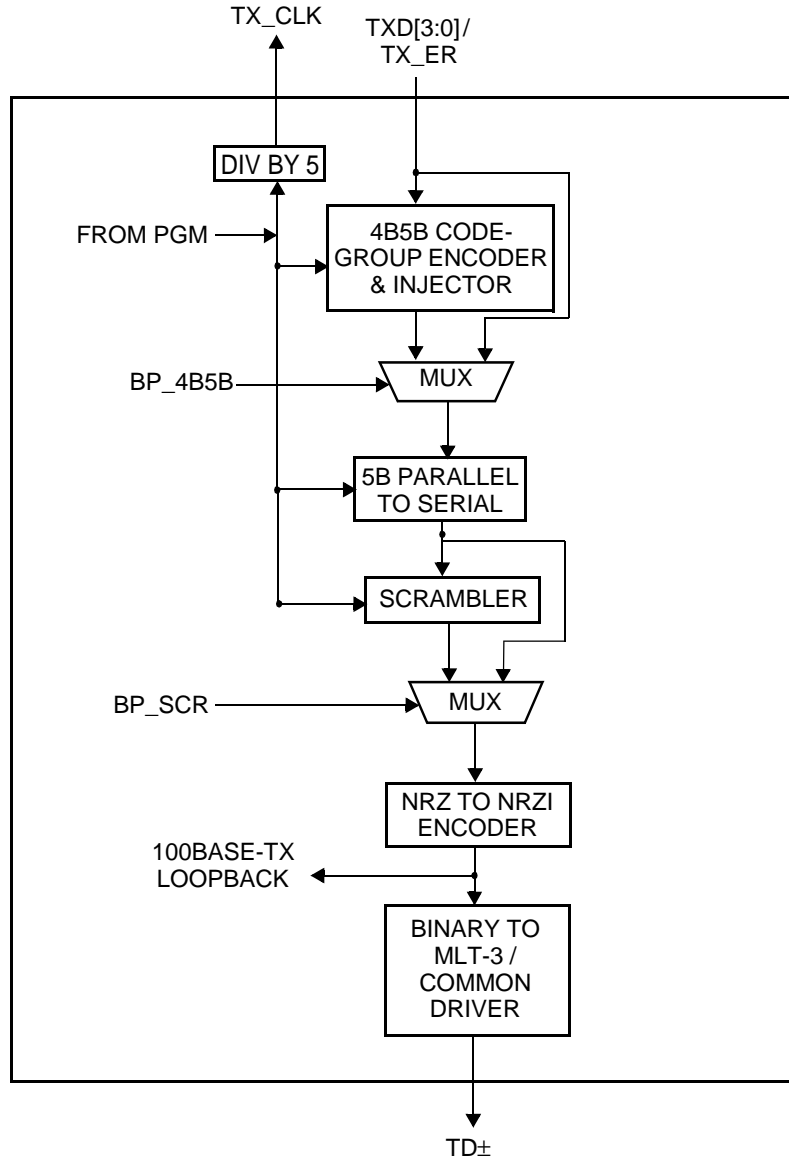 TX_CLK
TXD[3:0]/
TX_ER
DIV BY 5
FROM PGM
4B5B CODE-
GROUP ENCODER
& INJECTOR
BP_4B5B
MUX
5B PARALLEL
TO SERIAL
SCRAMBLER
BP_SCR
MUX
NRZ TO NRZI
ENCODER
100BASE-TX
LOOPBACK
BINARY TO
MLT-3 /
COMMON
DRIVER
TD±